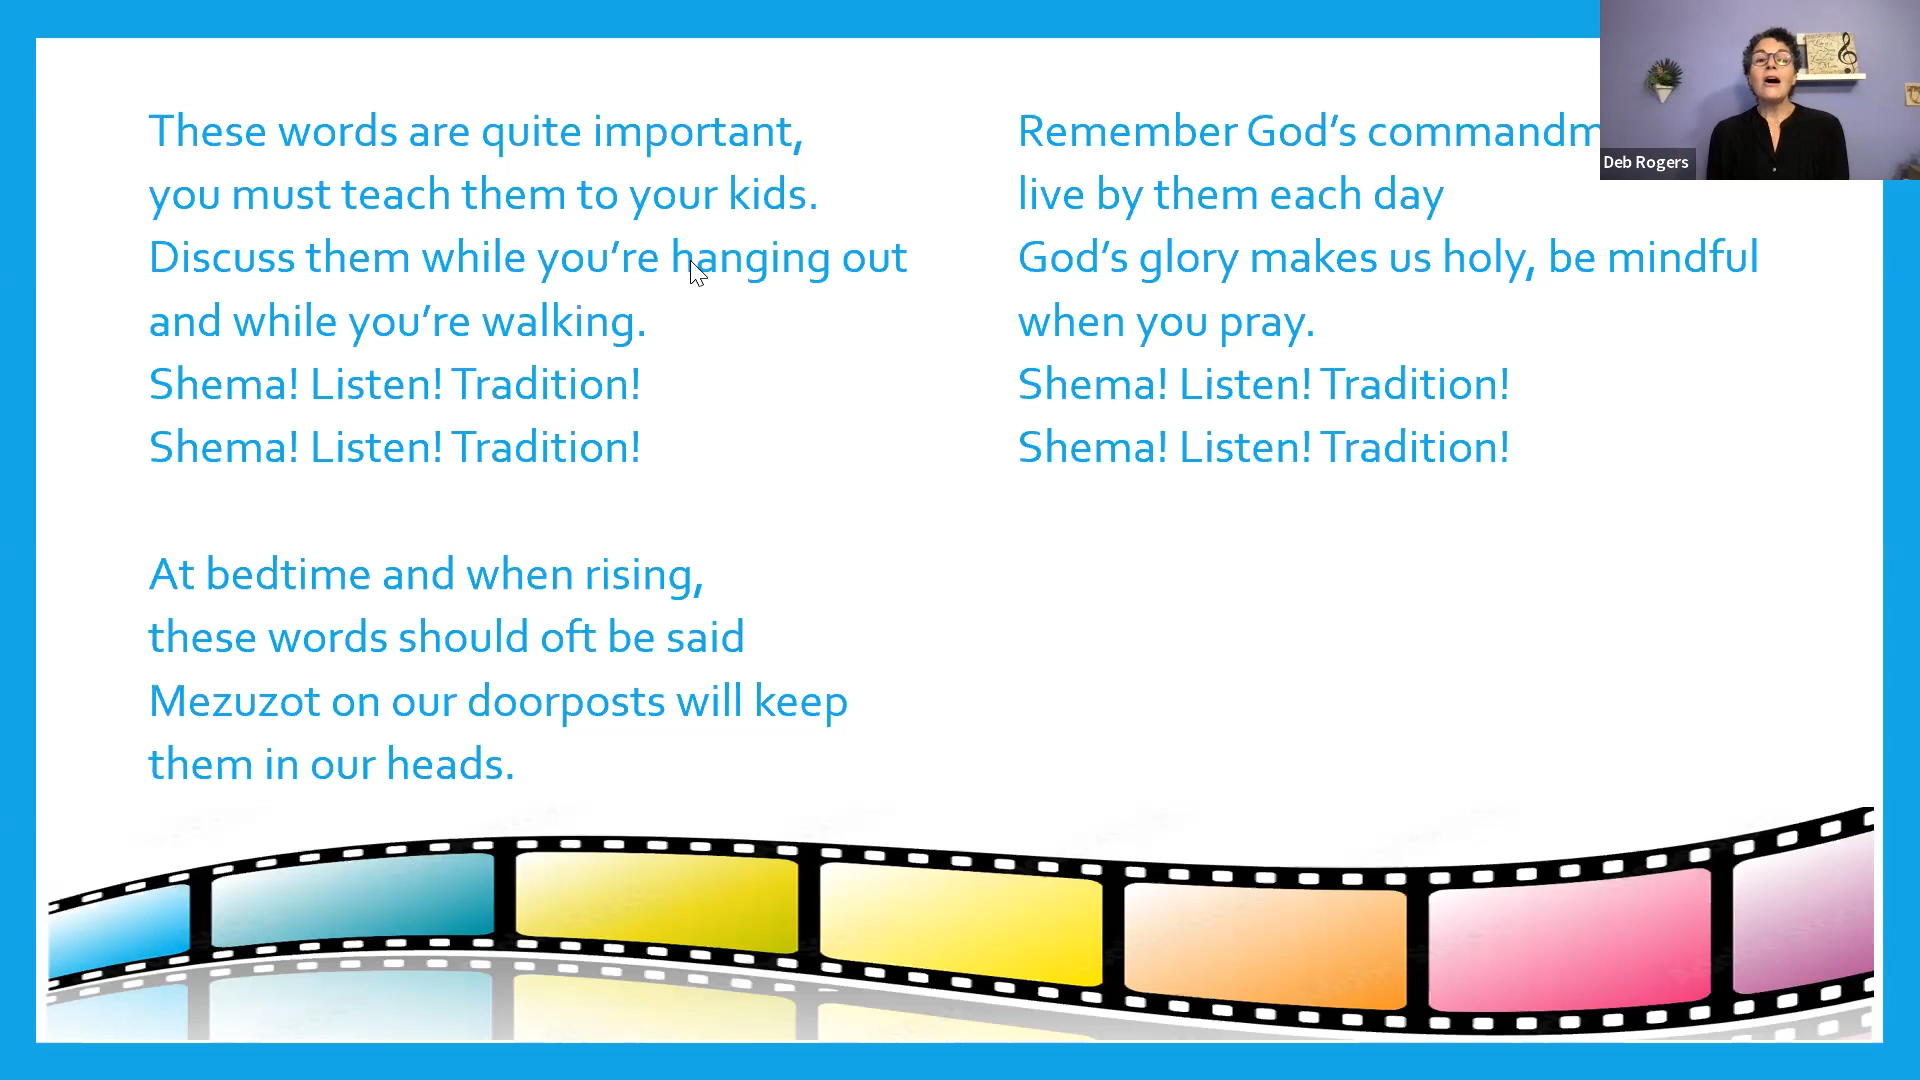 These words are quite important,
you must teach them to your kids.
Discuss them while you’re hanging out
and while you’re walking.
Shema! Listen! Tradition!
Shema! Listen! Tradition!
At bedtime and when rising,
these words should oft be said
Mezuzot on our doorposts will keep
them in our heads.
Remember God’s
live by them each day
God’s glory makes us holy, be mindful
when you pray.
Shema! Listen! Tradition!
Shema! Listen! Tradition!
Deb Rogers